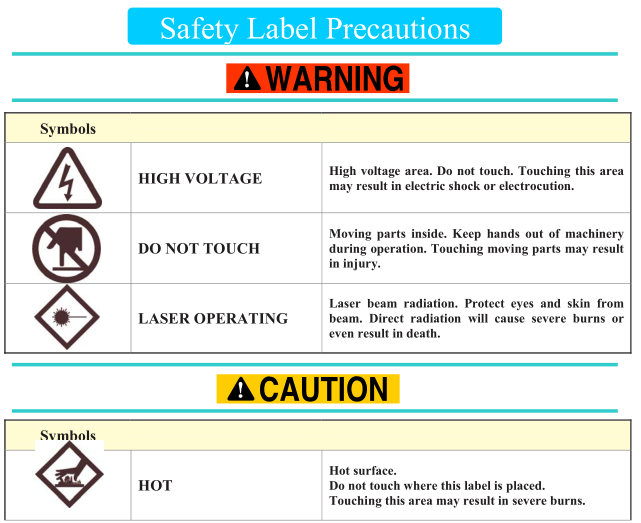 Safety Label Precautions
WARNING
Symbols
HIGH VOLTAGE
High voltage area. Do not touch. Touching this area
may result in electric shock or electrocution.
DO NOT TOUCH
Moving parts inside. Keep hands out of machinery
during operation. Touching moving parts may result
in injury.
LASER OPERATING
Laser beam radiation. Protect eyes and skin from
beam. Direct radiation will cause severe burns or
even result in death.
CAUTION
Symbols
HOT
Hot surface.
Do not touch where this label is placed.
Touching this area may result in severe burns.